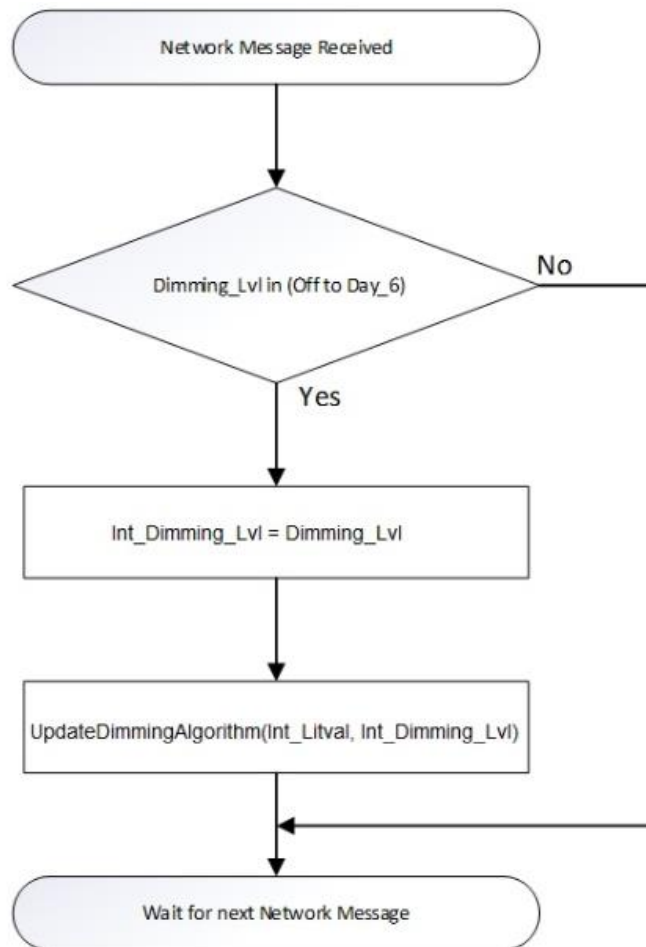 Network Message Received
Dimming_Lvl in (Off to Day_6)
No
Yes
Int_Dimming_Lvl = Dimming_Lvl
UpdateDimmingAlgorithm(Int_Litval, Int_Dimming_Lvl)
Wait for next Network Message